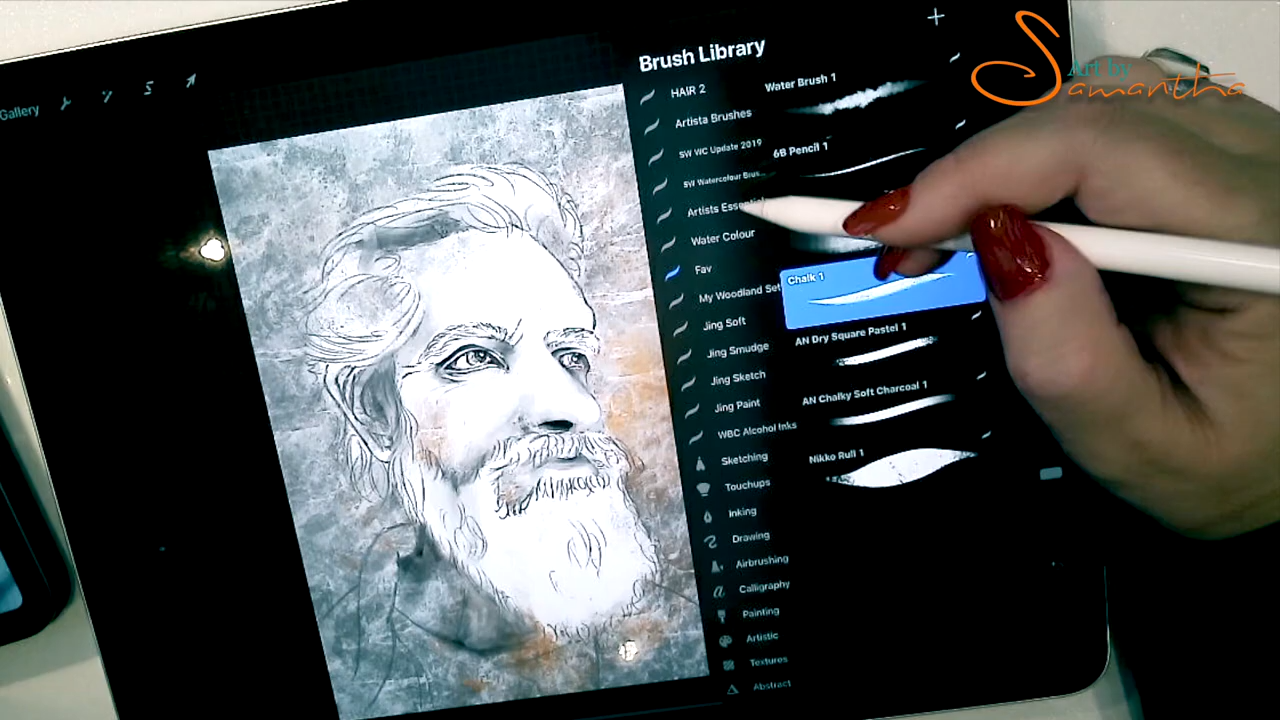 Gallery
Brush Library
HAIR 2
Artista Brushes
SW WC Update 2019
SW Watercolour Brus...
Artists Essential
Water Colour
Fav
My Woodland Set
Jing Soft
Jing Smudge
Jing Sketch
Jing Paint
WBC Alcohol Inks
Sketching
Touchups
Inking
Drawing
Airbrushing
Calligraphy
Painting
Artistic
Textures
Abstract
Water Brush 1
6B Pencil 1
Chalk 1
AN Dry Square Pastel 1
AN Chalky Soft Charcoal 1
Nikko Rull 1
Art by
Samantha